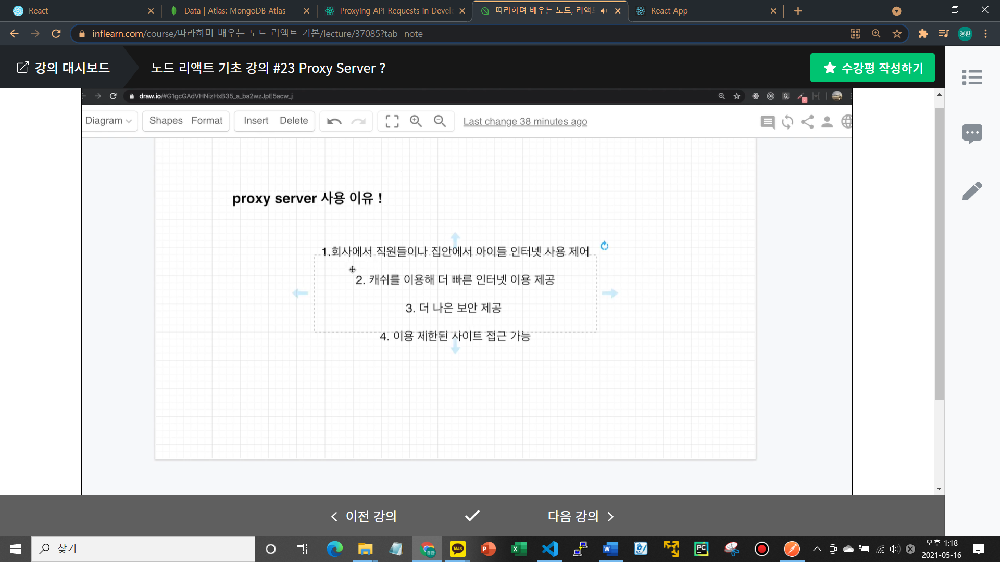 React
Data | Atlas: MongoDB Atlas
Proxying API Requests in Devel
따라하며 배우는 노드, 리액트
React App
inflearn.com/course/따라하며-배우는-노드-리액트-기본/lecture/37085?tab=note
경환
강의 대시보드
노드 리액트 기초 강의 #23 Proxy Server ?
수강평 작성하기
draw.io/#G1gcGAdVHNizHxB35_a_ba2wzJpE5acw_j
Diagram
Shapes
Format
Insert
Delete
Last change 38 minutes ago
proxy server 사용 이유 !
1.회사에서 직원들이나 집안에서 아이들 인터넷 사용 제어
2. 캐쉬를 이용해 더 빠른 인터넷 이용 제공
3. 더 나은 보안 제공
4. 이용 제한된 사이트 접근 가능
이전 강의
다음 강의
찾기
경환
TALK
PC
오후 1:18
2021-05-16